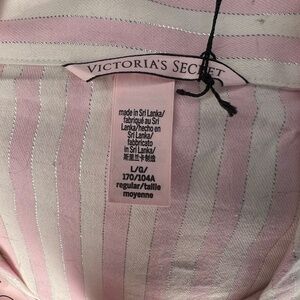 VICTORIA'S SECRET
made in Sri Lanka/
fabriqué au Sri
Lanka/hecho en
Sri Lanka/
fabbricato
in Sri Lanka/
斯里兰卡制造
L/G/
170/104A
regular/taille
moyenne